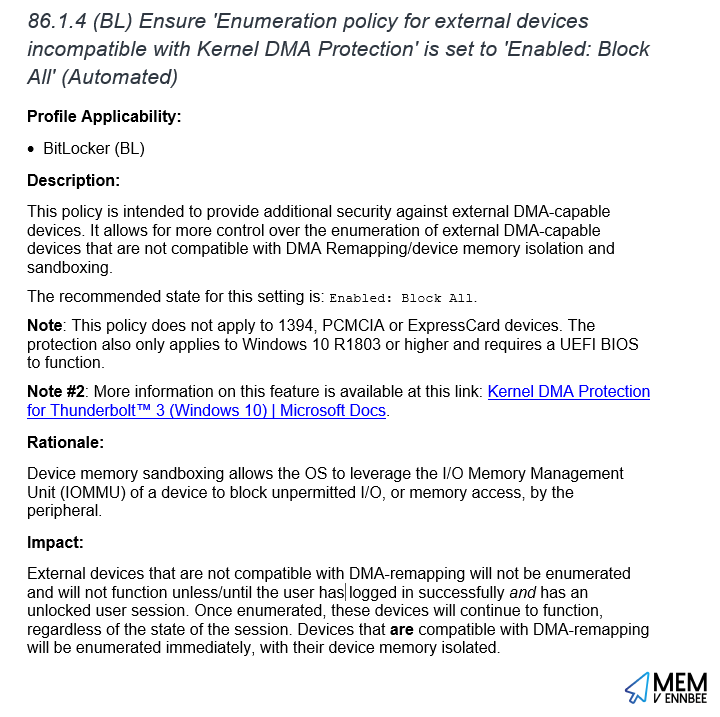 86.1.4 (BL) Ensure 'Enumeration policy for external devices
incompatible with Kernel DMA Protection' is set to 'Enabled: Block
All' (Automated)
Profile Applicability:
• BitLocker (BL)
Description:
This policy is intended to provide additional security against external DMA-capable
devices. It allows for more control over the enumeration of external DMA-capable
devices that are not compatible with DMA Remapping/device memory isolation and
sandboxing.
The recommended state for this setting is: Enabled: Block All.
Note: This policy does not apply to 1394, PCMCIA or ExpressCard devices. The
protection also only applies to Windows 10 R1803 or higher and requires a UEFI BIOS
to function.
Note #2: More information on this feature is available at this link: Kernel DMA Protection
for Thunderbolt™ 3 (Windows 10) | Microsoft Docs.
Rationale:
Device memory sandboxing allows the OS to leverage the I/O Memory Management
Unit (IOMMU) of a device to block unpermitted I/O, or memory access, by the
peripheral.
Impact:
External devices that are not compatible with DMA-remapping will not be enumerated
and will not function unless/until the user has logged in successfully and has an
unlocked user session. Once enumerated, these devices will continue to function,
regardless of the state of the session. Devices that are compatible with DMA-remapping
will be enumerated immediately, with their device memory isolated.
MEM
V ENNBEE